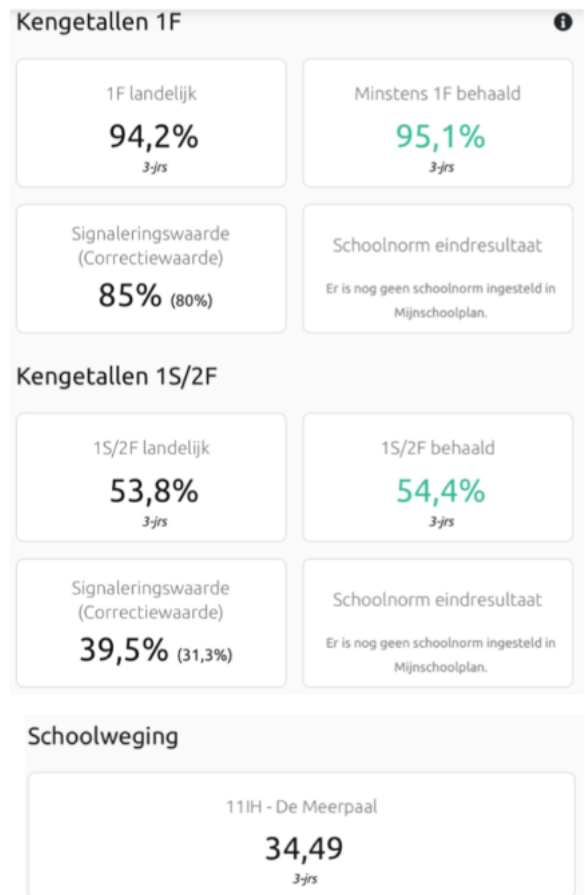 Kengetallen 1F
1F landelijk
94,2%
3-jrs
Minstens 1F behaald
95,1%
3-jrs
Signaleringswaarde
(Correctiewaarde)
85% (80%)
Schoolnorm eindresultaat
Er is nog geen schoolnorm ingesteld in
Mijnschoolplan.
Kengetallen 1S/2F
1S/2F landelijk
53,8%
3-jrs
1S/2F behaald
54,4%
3-jrs
Signaleringswaarde
(Correctiewaarde)
39,5% (31,3%)
Schoolnorm eindresultaat
Er is nog geen schoolnorm ingesteld in
Mijnschoolplan.
Schoolweging
11IH - De Meerpaal
34,49
3-jrs